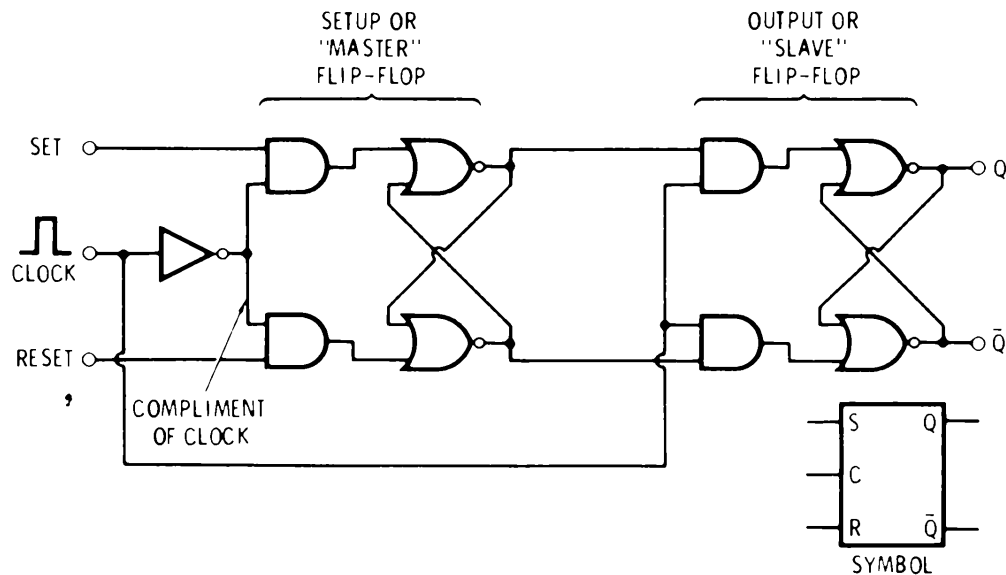 SETUP OR
"MASTER"
FLIP-FLOP
OUTPUT OR
"SLAVE"
FLIP-FLOP
SET
Q
CLOCK
RESET
Q̅
,
COMPLIMENT
OF CLOCK
S Q
C
R Q̅
SYMBOL